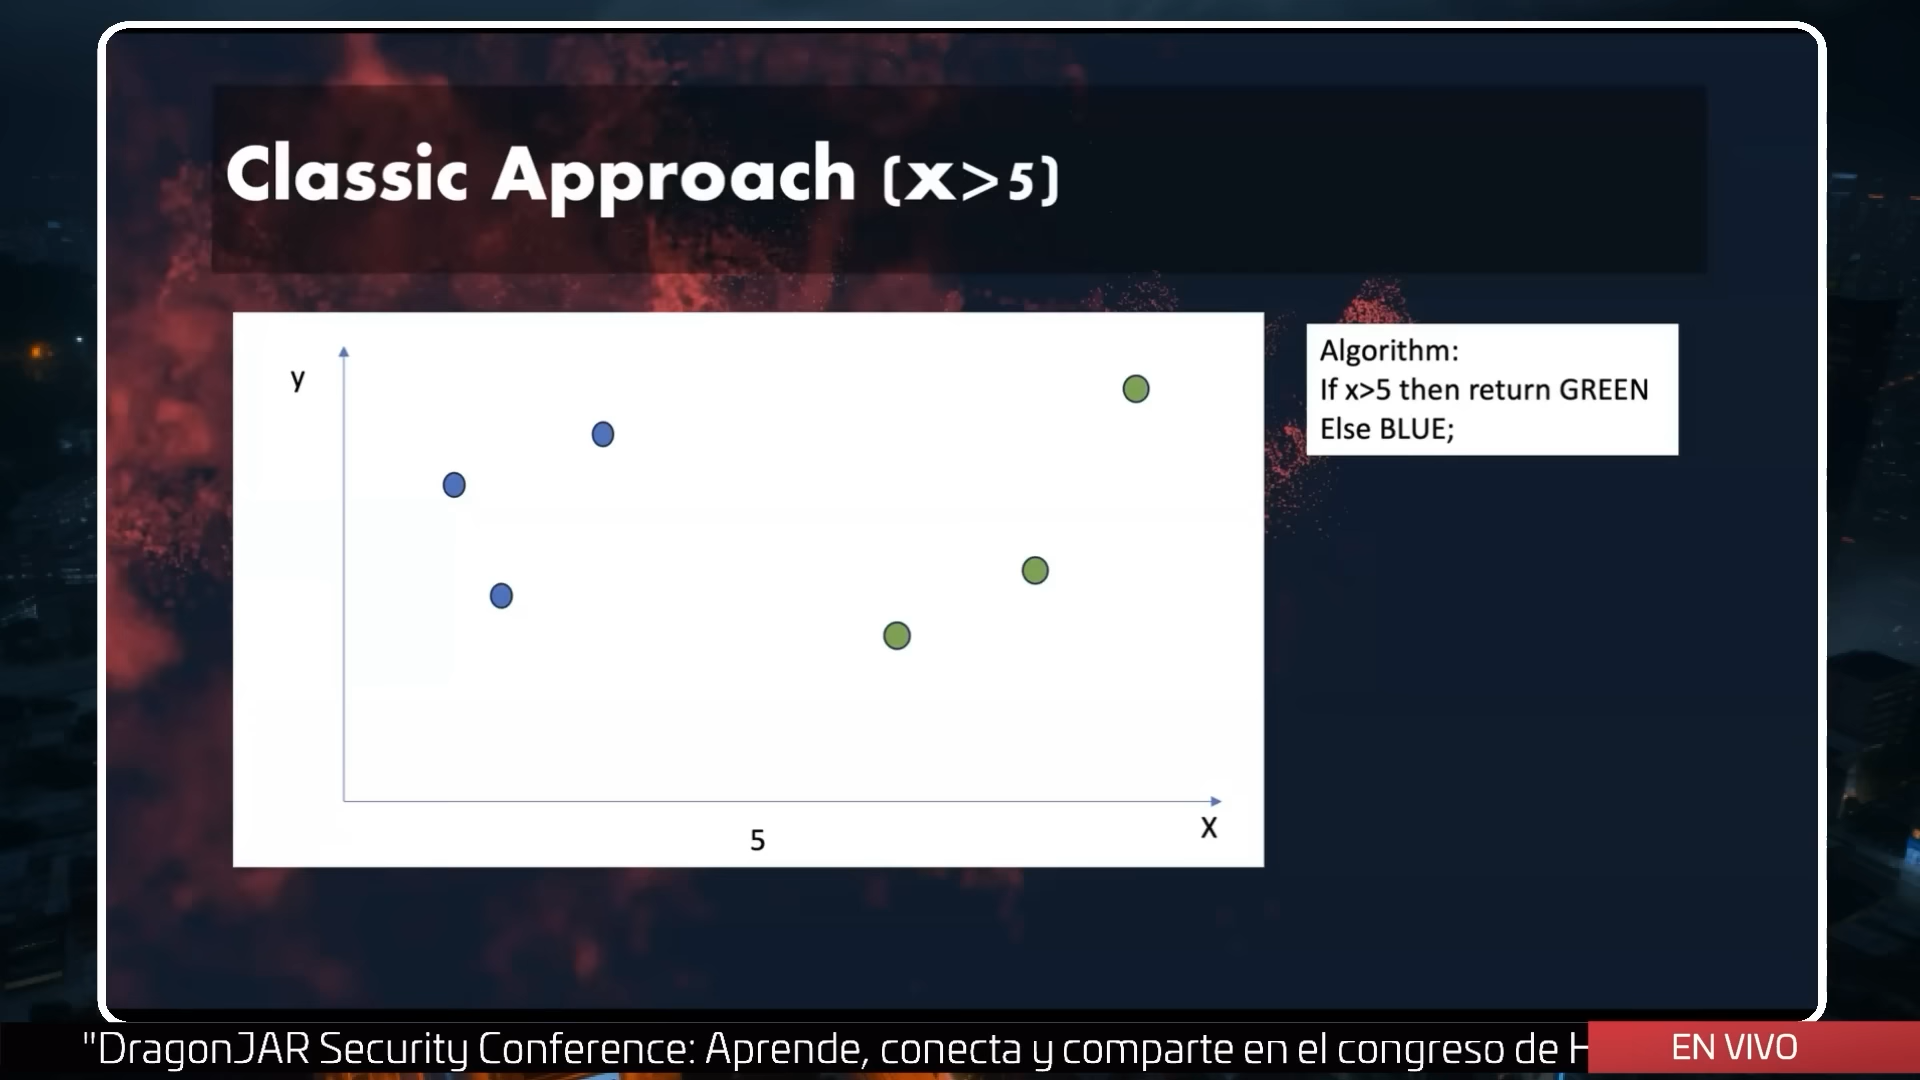 Classic Approach (x>5)
y
Algorithm:
If x>5 then return GREEN
Else BLUE;
5
X
"DragonJAR Security Conference: Aprende, conecta y comparte en el congreso de H
EN VIVO